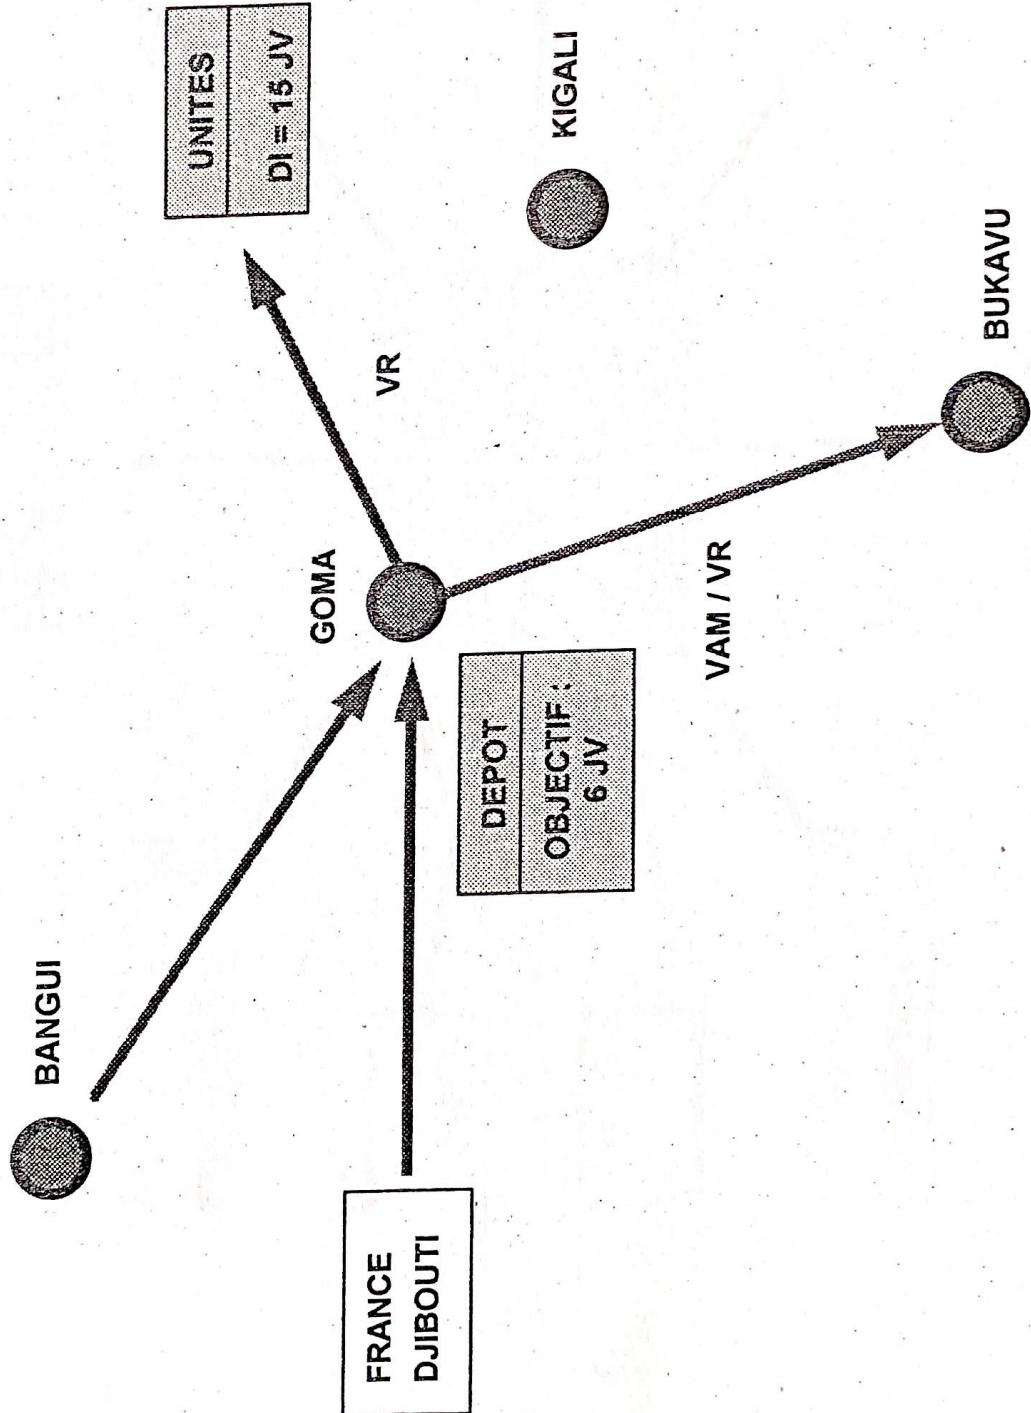 BANGUI
UNITES
DI = 15 JV
GOMA
FRANCE
DJIBOUTI
VR
DEPOT
OBJECTIF :
6 JV
KIGALI
VAM / VR
BUKAVU